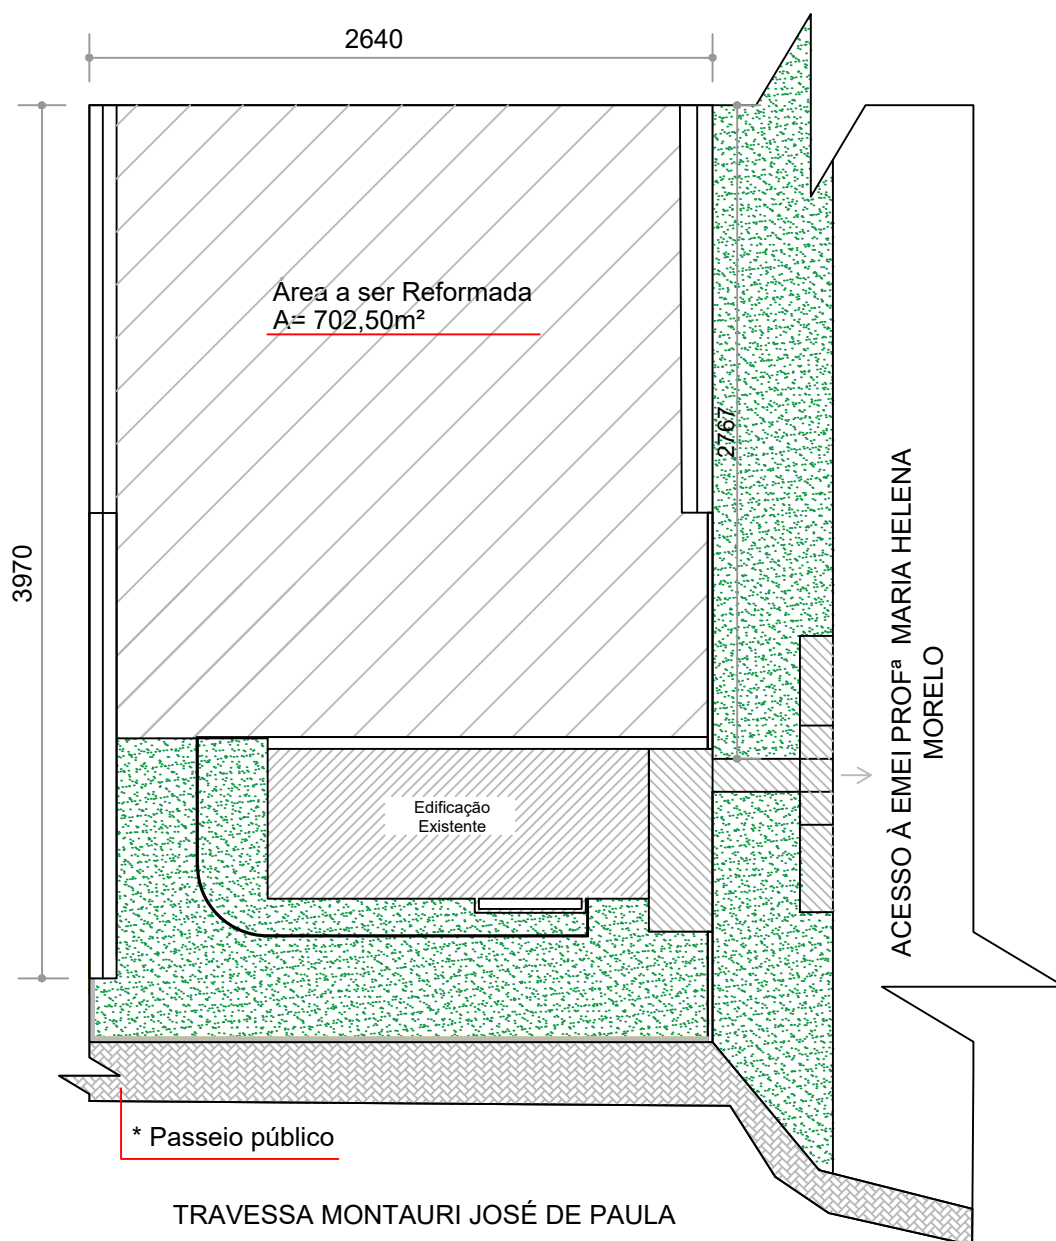 2640
Área a ser Reformada
A= 702,50m²
2767
3970
ACESSO À EMEI PROFª MARIA HELENA
MORELO
Edificação
Existente
* Passeio público
TRAVESSA MONTAURI JOSÉ DE PAULA